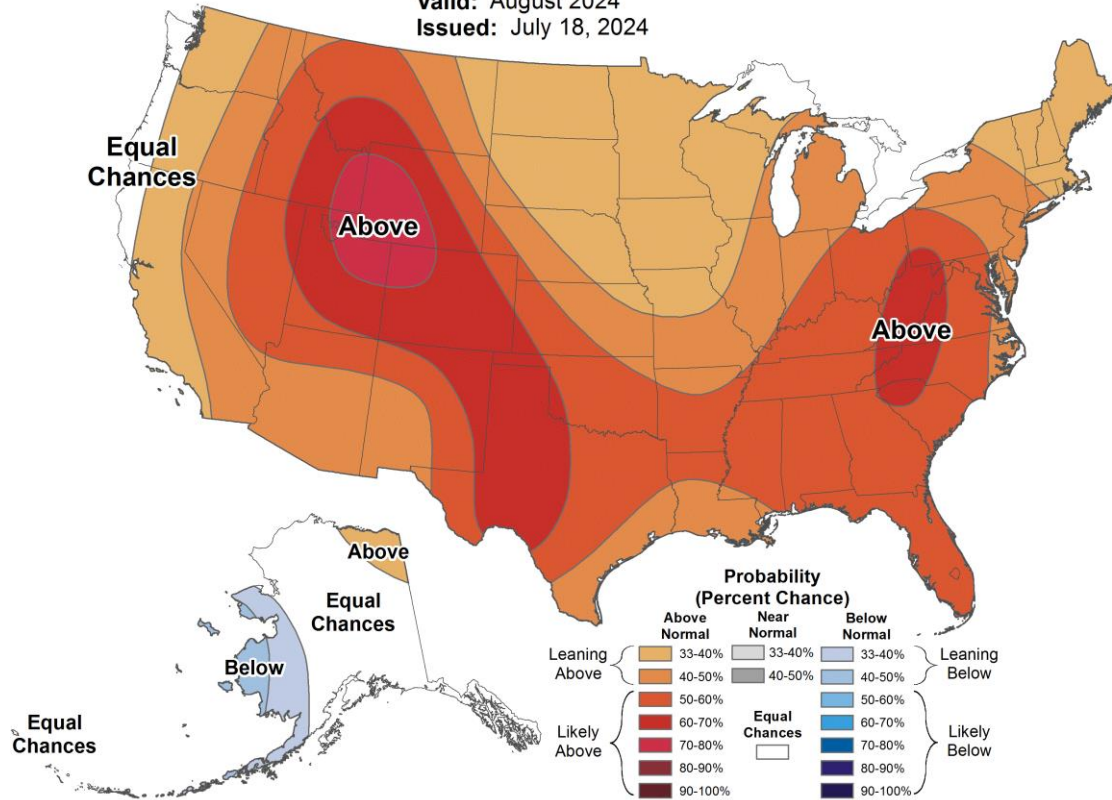 Valid: August 2024
Issued: July 18, 2024
Equal
Chances
Above
Above
Above
Equal
Chances
Below
Equal
Chances
Probability
(Percent Chance)
Above
Normal
Near
Normal
Below
Normal
Leaning
Above
33-40%
33-40%
33-40%
Leaning
Below
40-50%
40-50%
40-50%
Likely
Above
50-60%
50-60%
Likely
Below
60-70%
Equal
Chances
60-70%
70-80%
70-80%
80-90%
80-90%
90-100%
90-100%